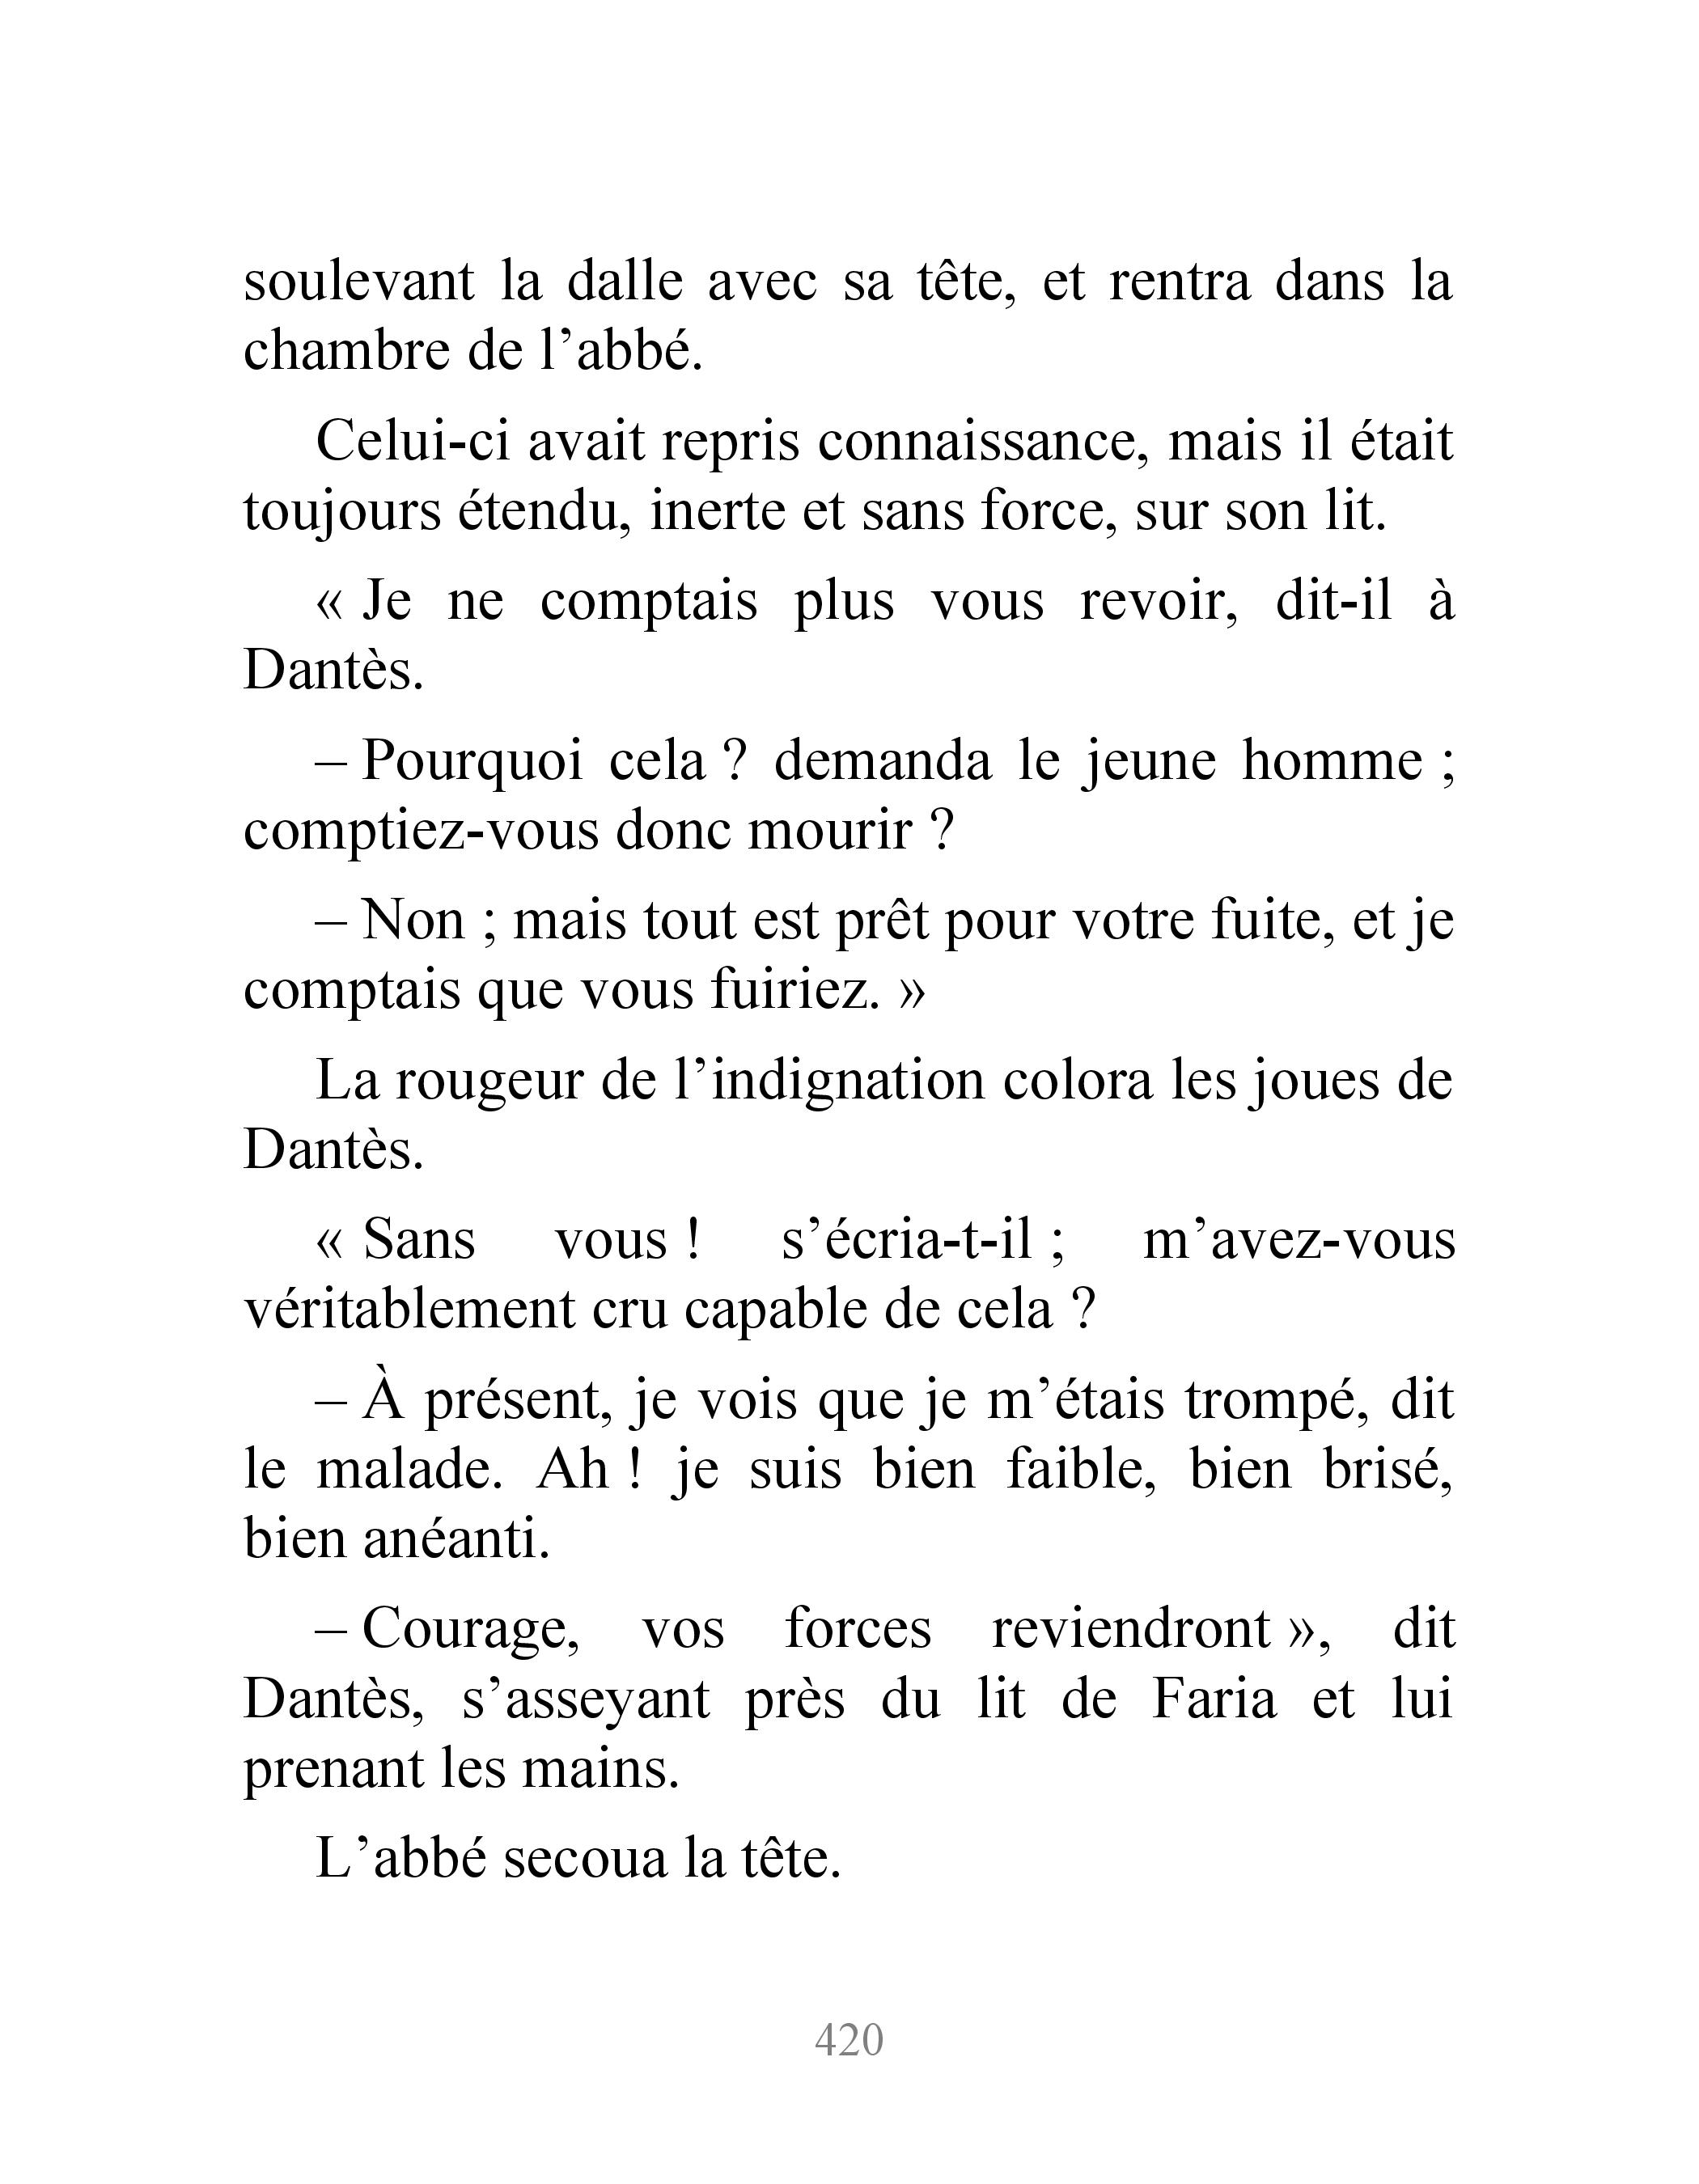 soulevant la dalle avec sa tête, et rentra dans la
chambre de l’abbé.
Celui-ci avait repris connaissance, mais il était
toujours étendu, inerte et sans force, sur son lit.
« Je ne comptais plus vous revoir, dit-il à
Dantès.
– Pourquoi cela ? demanda le jeune homme ;
comptiez-vous donc mourir ?
– Non ; mais tout est prêt pour votre fuite, et je
comptais que vous fuiriez. »
La rougeur de l’indignation colora les joues de
Dantès.
« Sans vous ! s’écria-t-il ; m’avez-vous
véritablement cru capable de cela ?
– À présent, je vois que je m’étais trompé, dit
le malade. Ah ! je suis bien faible, bien brisé,
bien anéanti.
– Courage, vos forces reviendront », dit
Dantès, s’asseyant près du lit de Faria et lui
prenant les mains.
L’abbé secoua la tête.
420